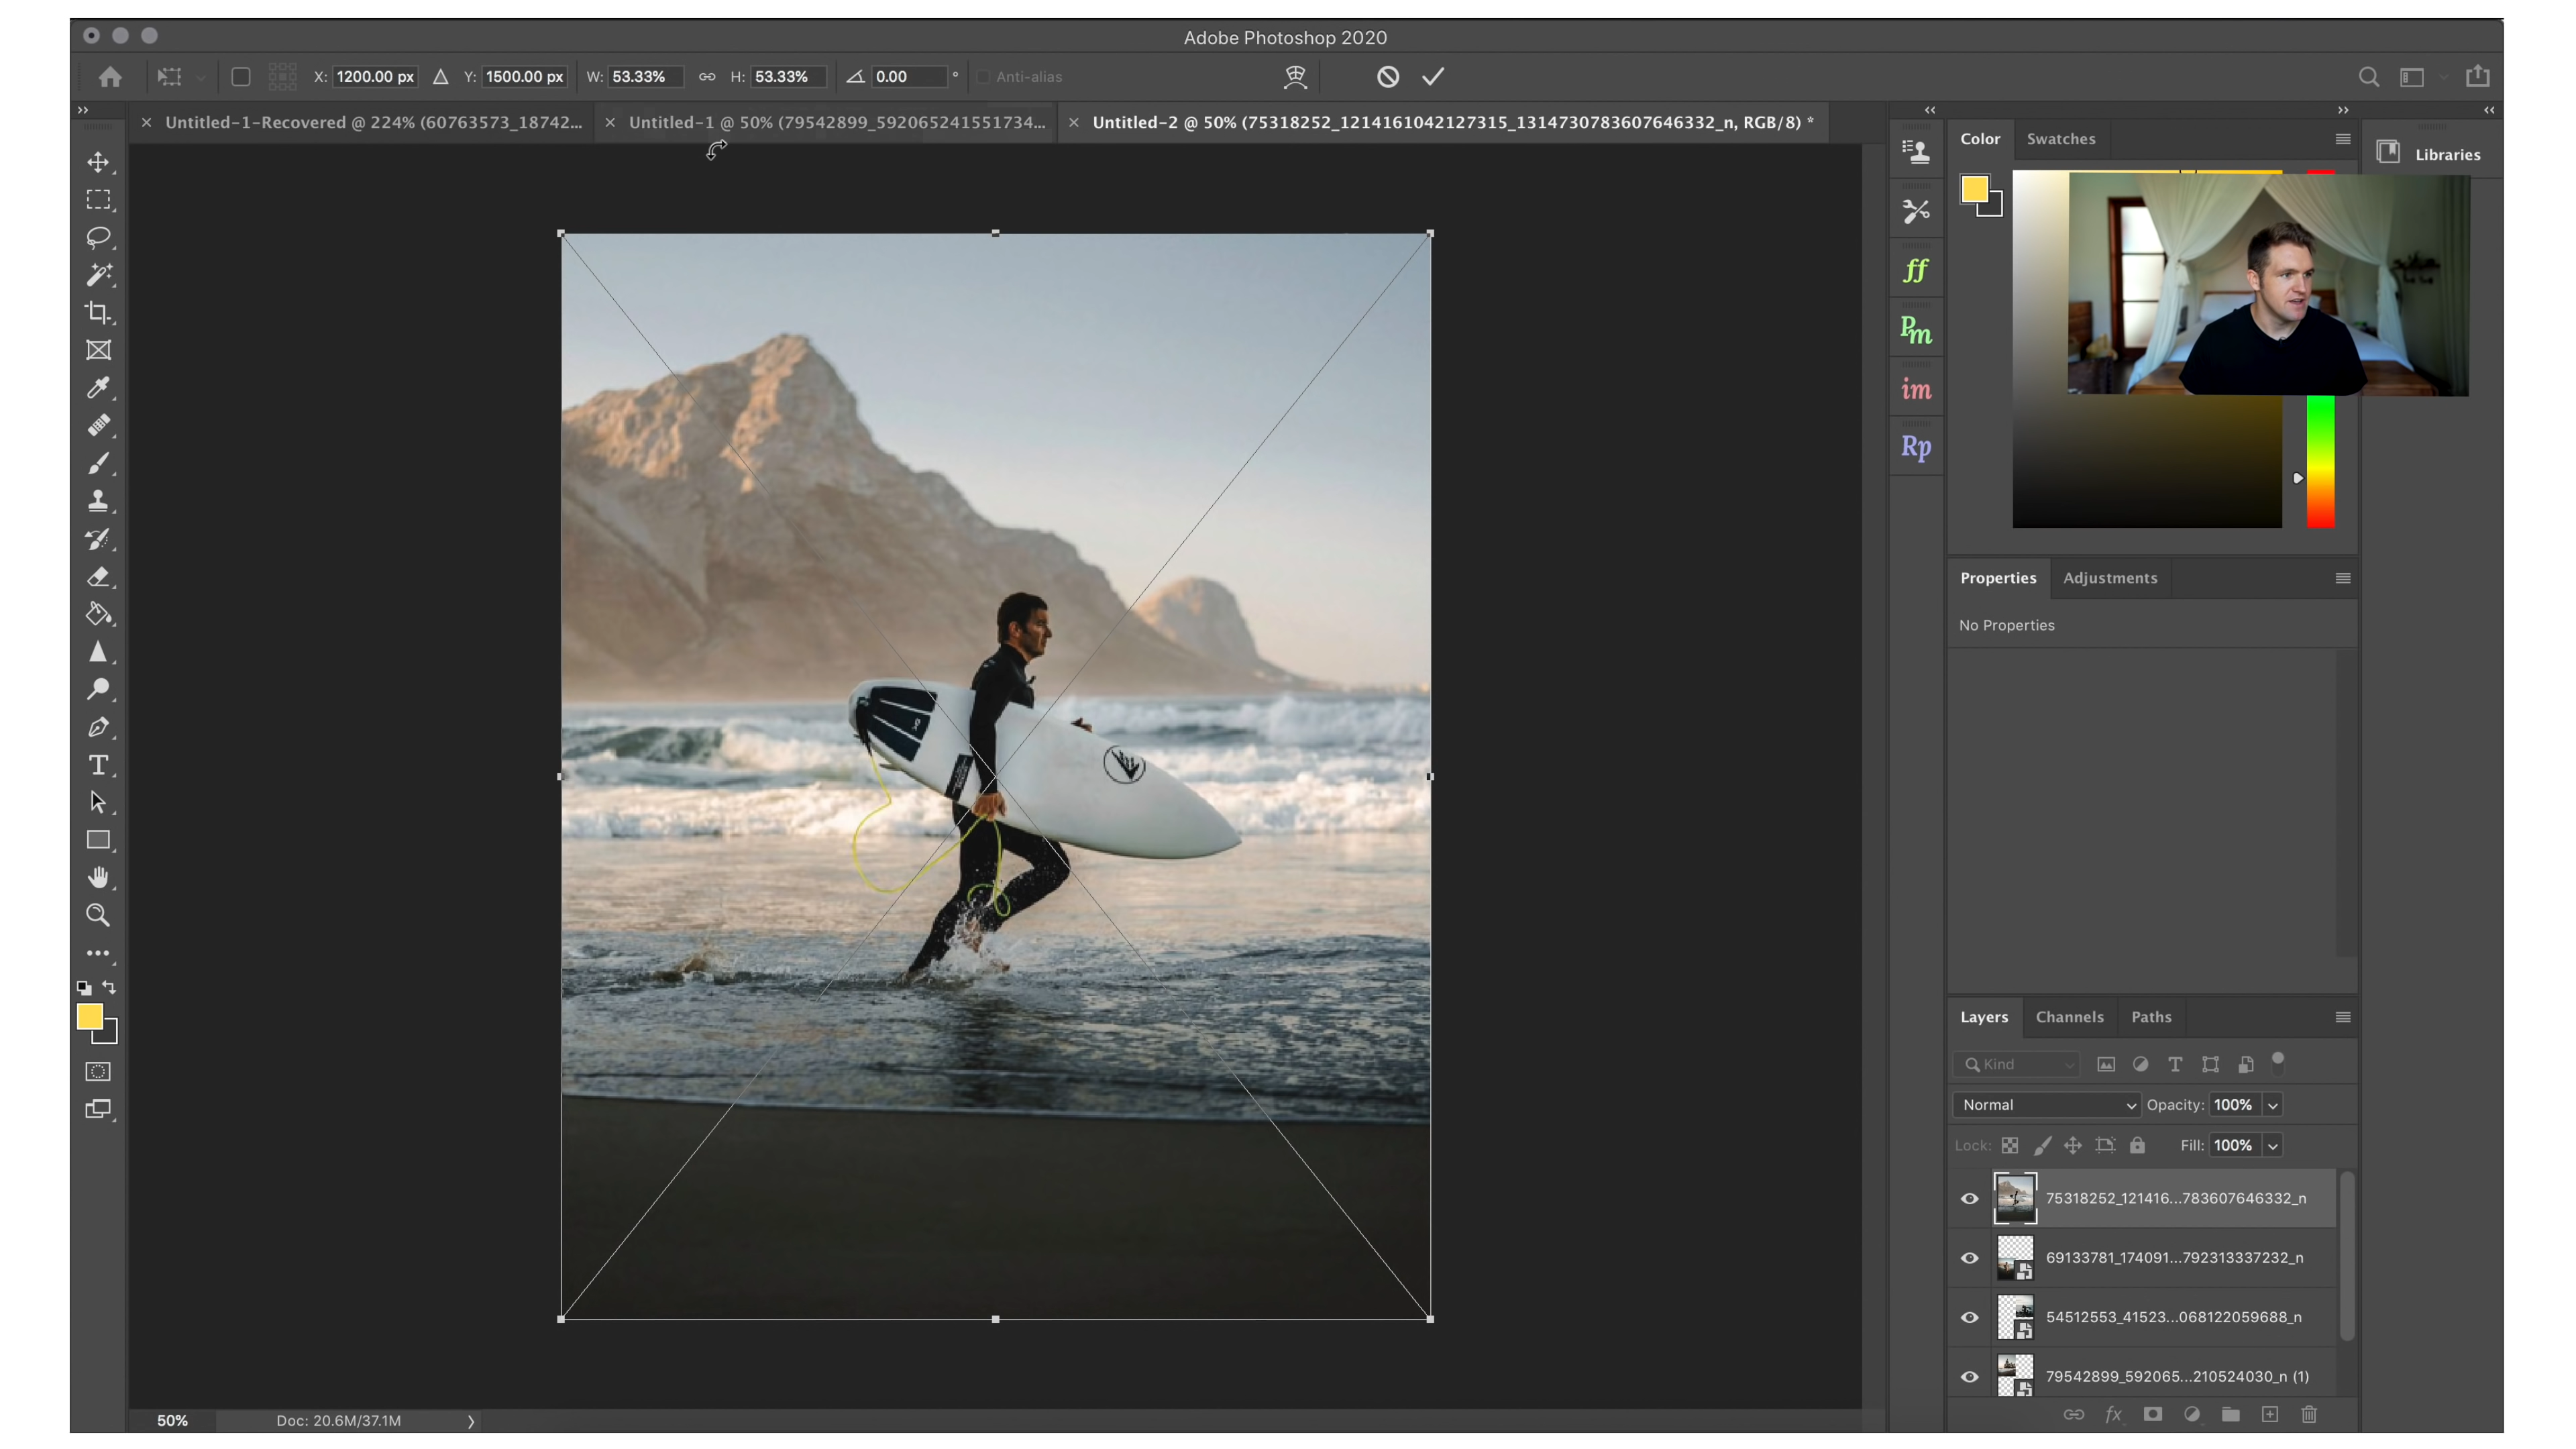 Adobe Photoshop 2020
X: 1200.00 px Y: 1500.00 px W: 53.33% H: 53.33% 0.00 ° Anti-alias
Untitled-1-Recovered @ 224% (60763573_18742...
Untitled-1 @ 50% (79542899_592065241551734...
Untitled-2 @ 50% (75318252_1214161042127315_1314730783607646332_n, RGB/8) *
Color Swatches
Libraries
ff
Pm
im
Rp
Properties Adjustments
No Properties
Layers Channels Paths
Kind
Normal Opacity: 100%
Lock: Fill: 100%
75318252_121416...783607646332_n
69133781_174091...792313337232_n
54512553_41523...068122059688_n
79542899_592065...210524030_n (1)
fx
50% Doc: 20.6M/37.1M